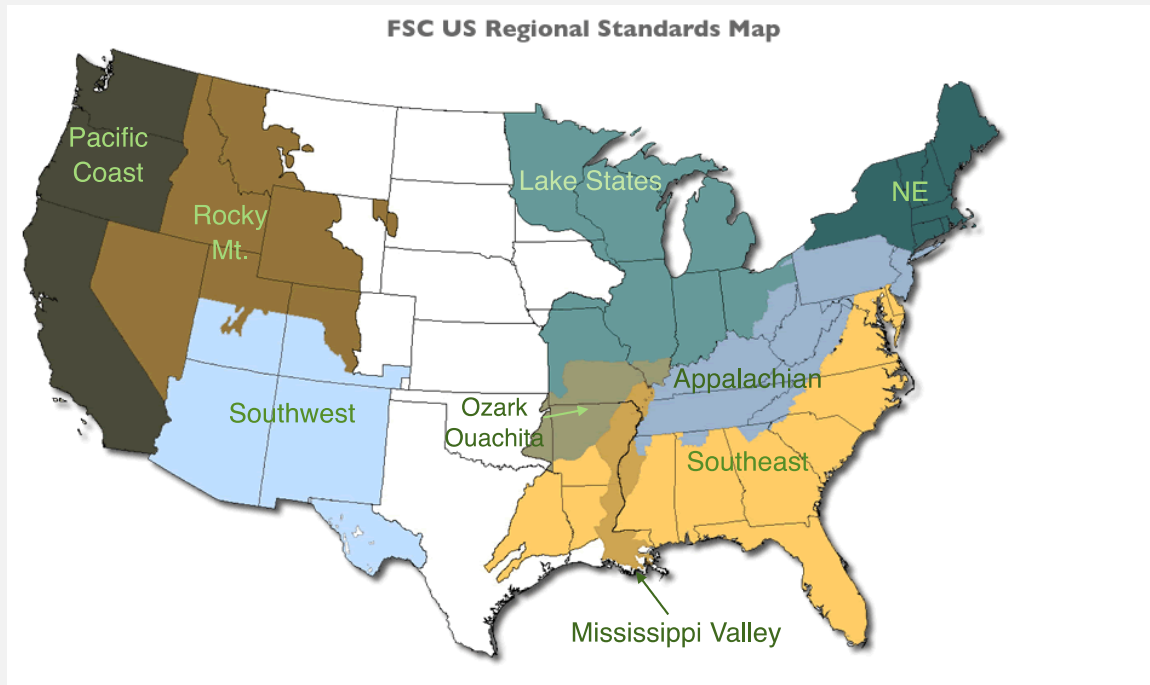 FSC US Regional Standards Map
Pacific
Coast
Lake States
NE
Rocky
Mt.
Appalachian
Southwest
Ozark
Ouachita
Southeast
Mississippi Valley